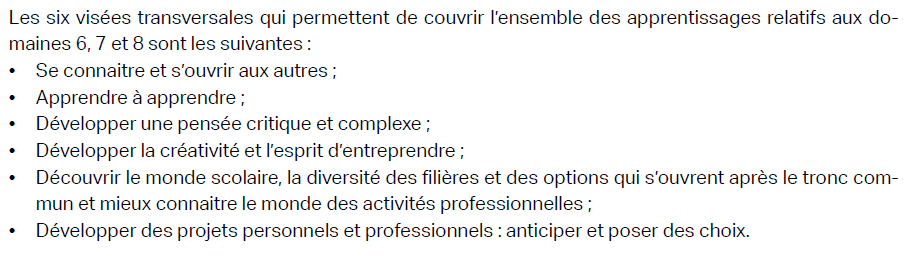 Les six visées transversales qui permettent de couvrir l’ensemble des apprentissages relatifs aux do-
maines 6, 7 et 8 sont les suivantes :
• Se connaitre et s’ouvrir aux autres ;
• Apprendre à apprendre ;
• Développer une pensée critique et complexe ;
• Développer la créativité et l’esprit d’entreprendre ;
• Découvrir le monde scolaire, la diversité des filières et des options qui s’ouvrent après le tronc com-
mun et mieux connaitre le monde des activités professionnelles ;
• Développer des projets personnels et professionnels : anticiper et poser des choix.